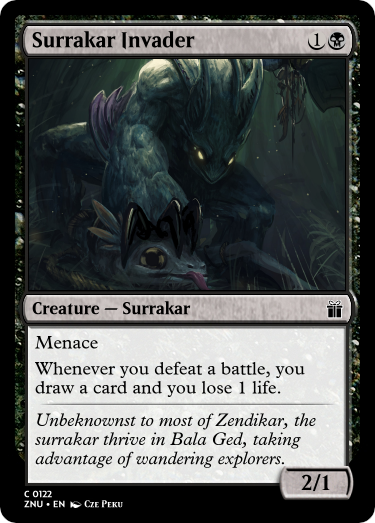 Surrakar Invader 1
Creature — Surrakar
Menace
Whenever you defeat a battle, you
draw a card and you lose 1 life.
Unbeknownst to most of Zendikar, the
surrakar thrive in Bala Ged, taking
advantage of wandering explorers.
2/1
C 0122
ZNU • EN Cze Peku